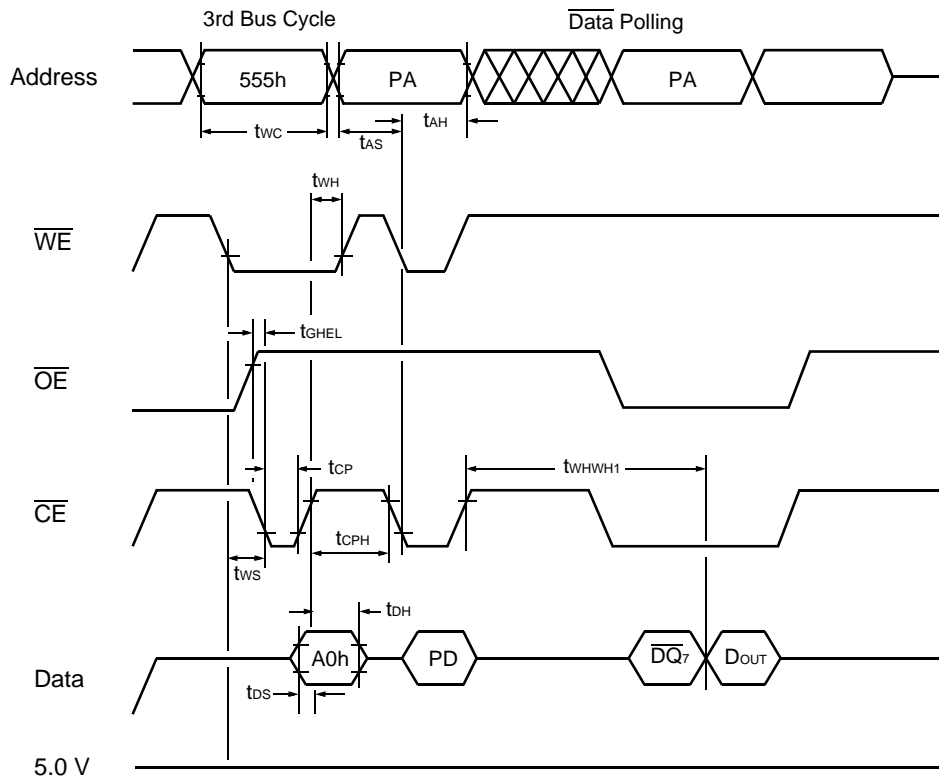 3rd Bus Cycle
Data Polling
Address
555h
PA
PA
tWC
tAS
tAH
tWH
WE
tGHEL
OE
tCP
tWHWH1
CE
tCPH
tWS
tDH
Data
A0h
PD
DQ7
DOUT
tDS
5.0 V